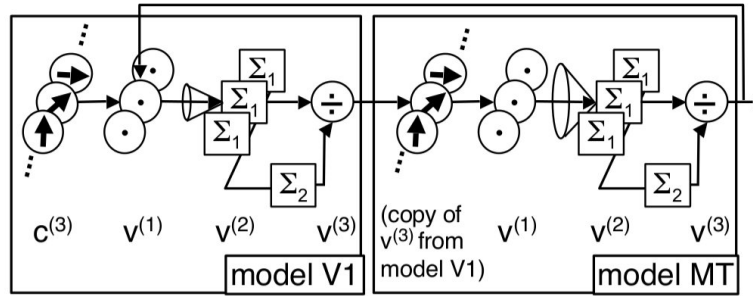 Σ1
Σ1
Σ1
÷
Σ2
c(3)
v(1)
v(2)
v(3)
model V1
Σ1
Σ1
Σ1
÷
Σ2
(copy of
v(3) from
model V1)
v(1)
v(2)
v(3)
model MT